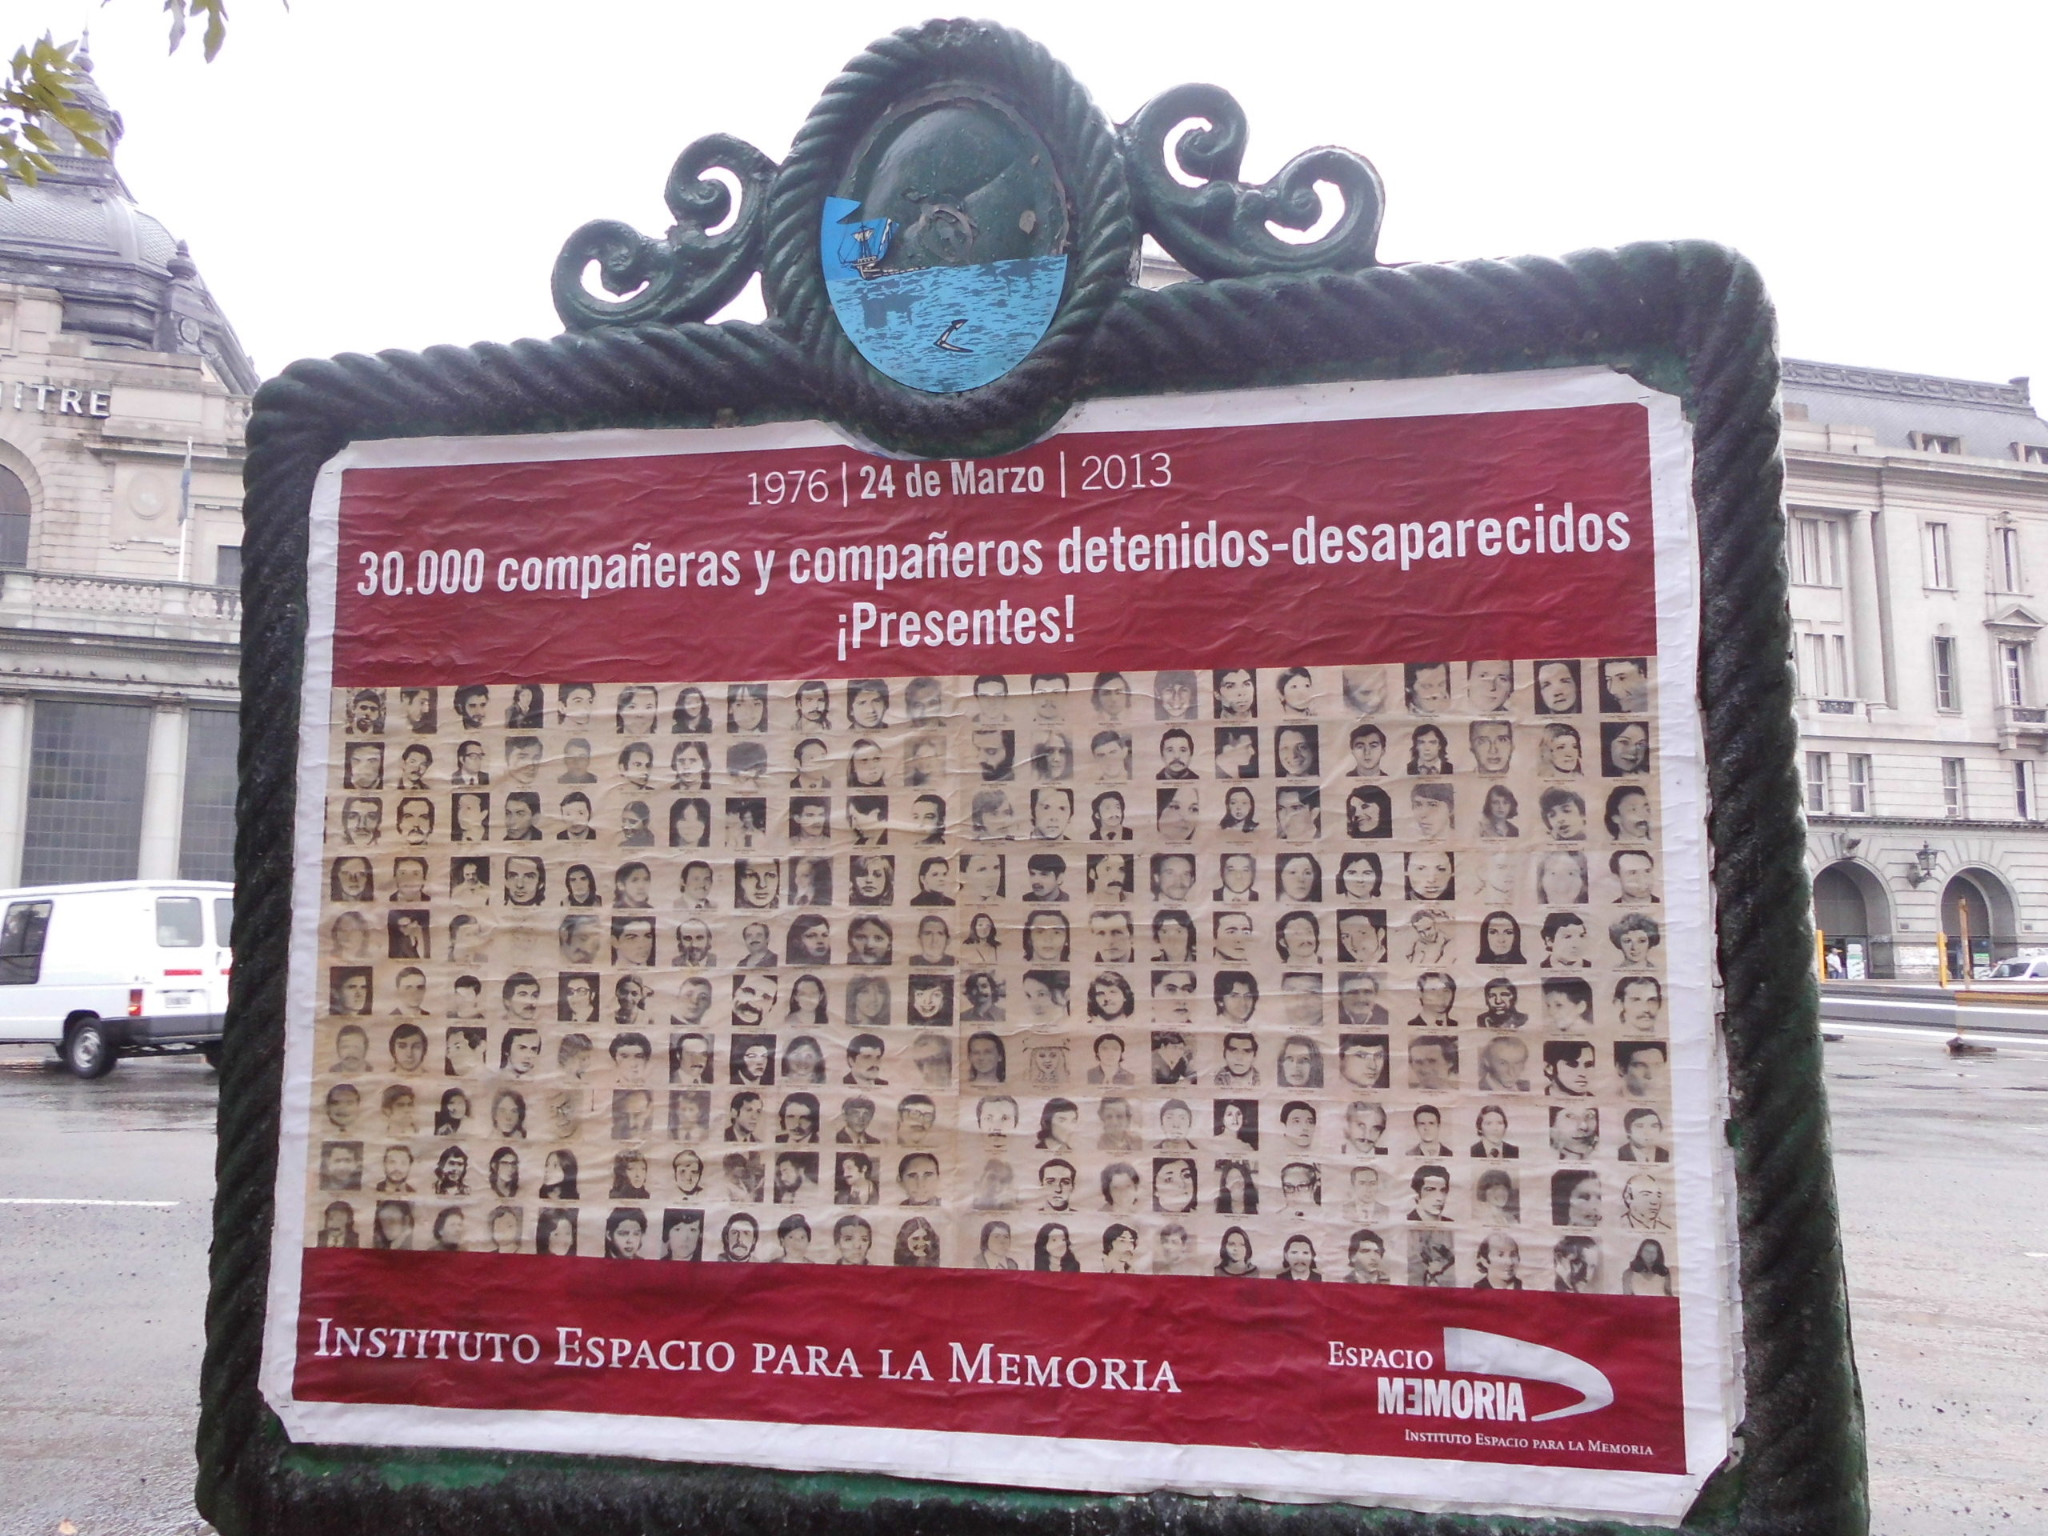 ITRE
1976 | 24 de Marzo | 2013
30.000 compañeras y compañeros detenidos-desaparecidos
¡Presentes!
INSTITUTO ESPACIO PARA LA MEMORIA
ESPACIO
MEMORIA
INSTITUTO ESPACIO PARA LA MEMORIA